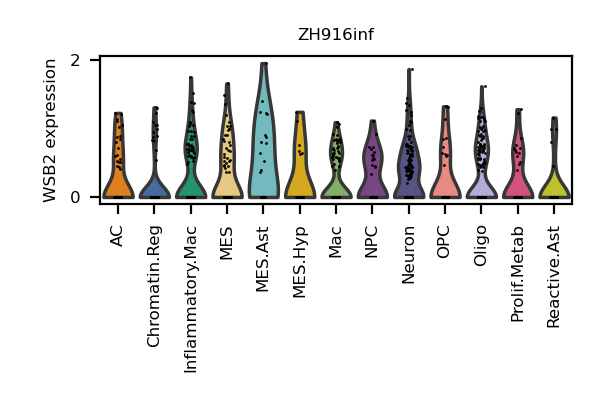 ZH916inf
WSB2 expression
2
0
AC
Chromatin.Reg
Inflammatory.Mac
MES
MES.Ast
MES.Hyp
Mac
NPC
Neuron
OPC
Oligo
Prolif.Metab
Reactive.Ast